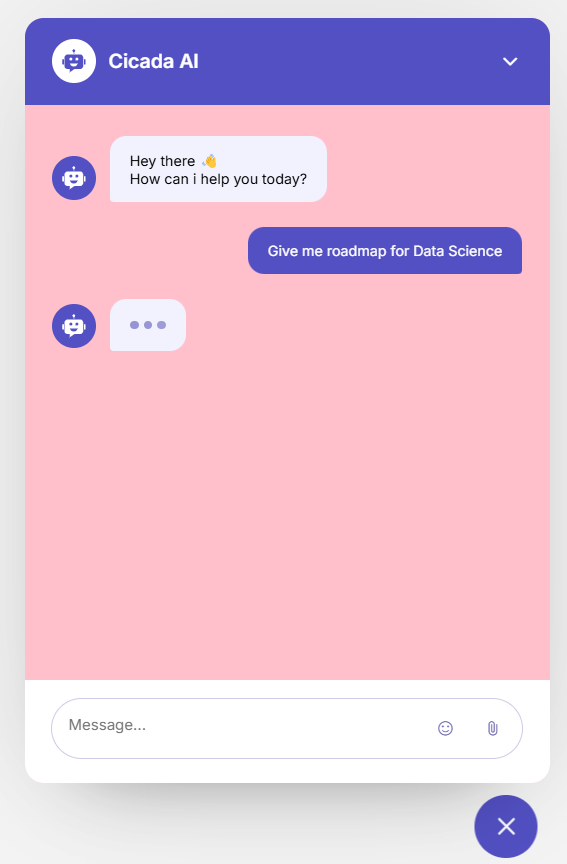 Cicada AI
Hey there 👋
How can i help you today?
Give me roadmap for Data Science
Message...